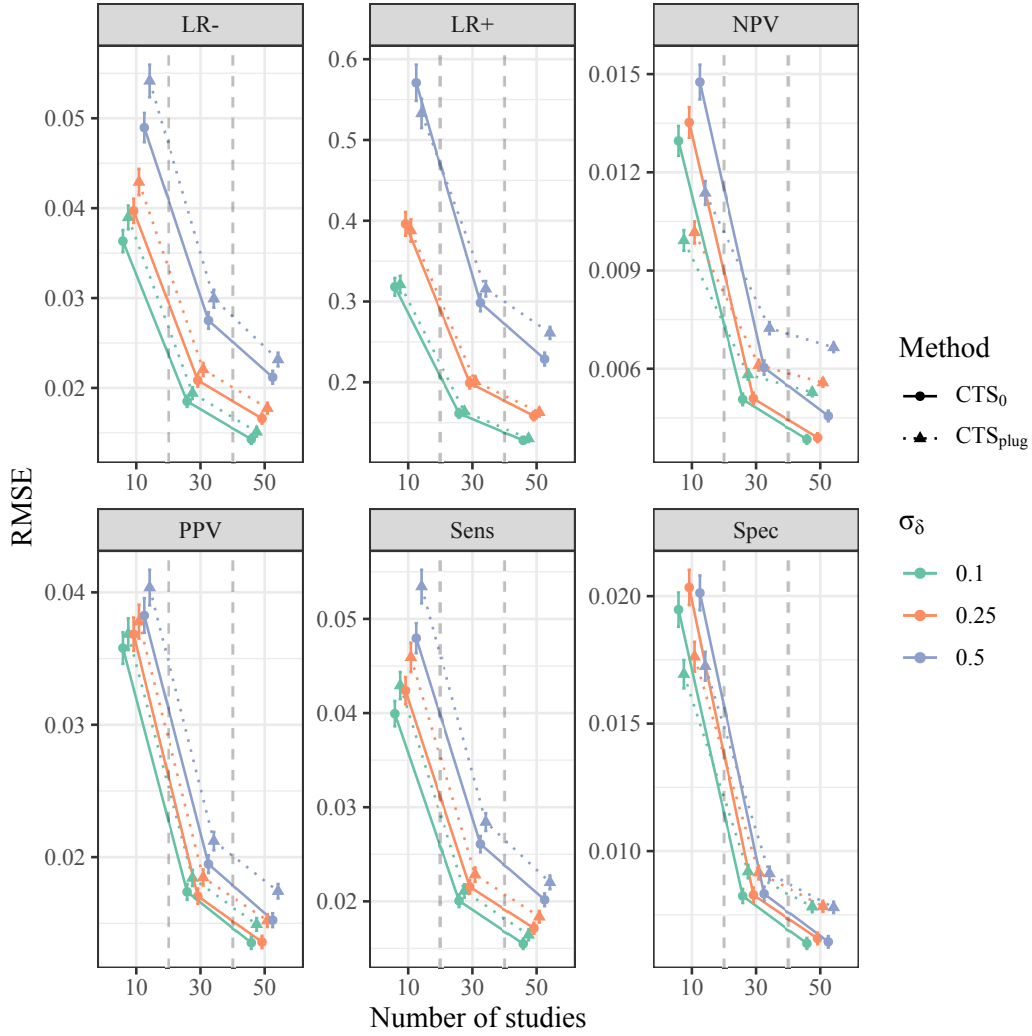 LR-
LR+
NPV
0.05
0.04
0.03
0.02
0.6
0.5
0.4
0.3
0.2
0.015
0.012
0.009
0.006
10 30 50
10 30 50
10 30 50
PPV
Sens
Spec
0.04
0.03
0.02
0.05
0.04
0.03
0.02
0.020
0.015
0.010
10 30 50
10 30 50
10 30 50
RMSE
Number of studies
Method
CTS₀
CTSplug
σδ
0.1
0.25
0.5